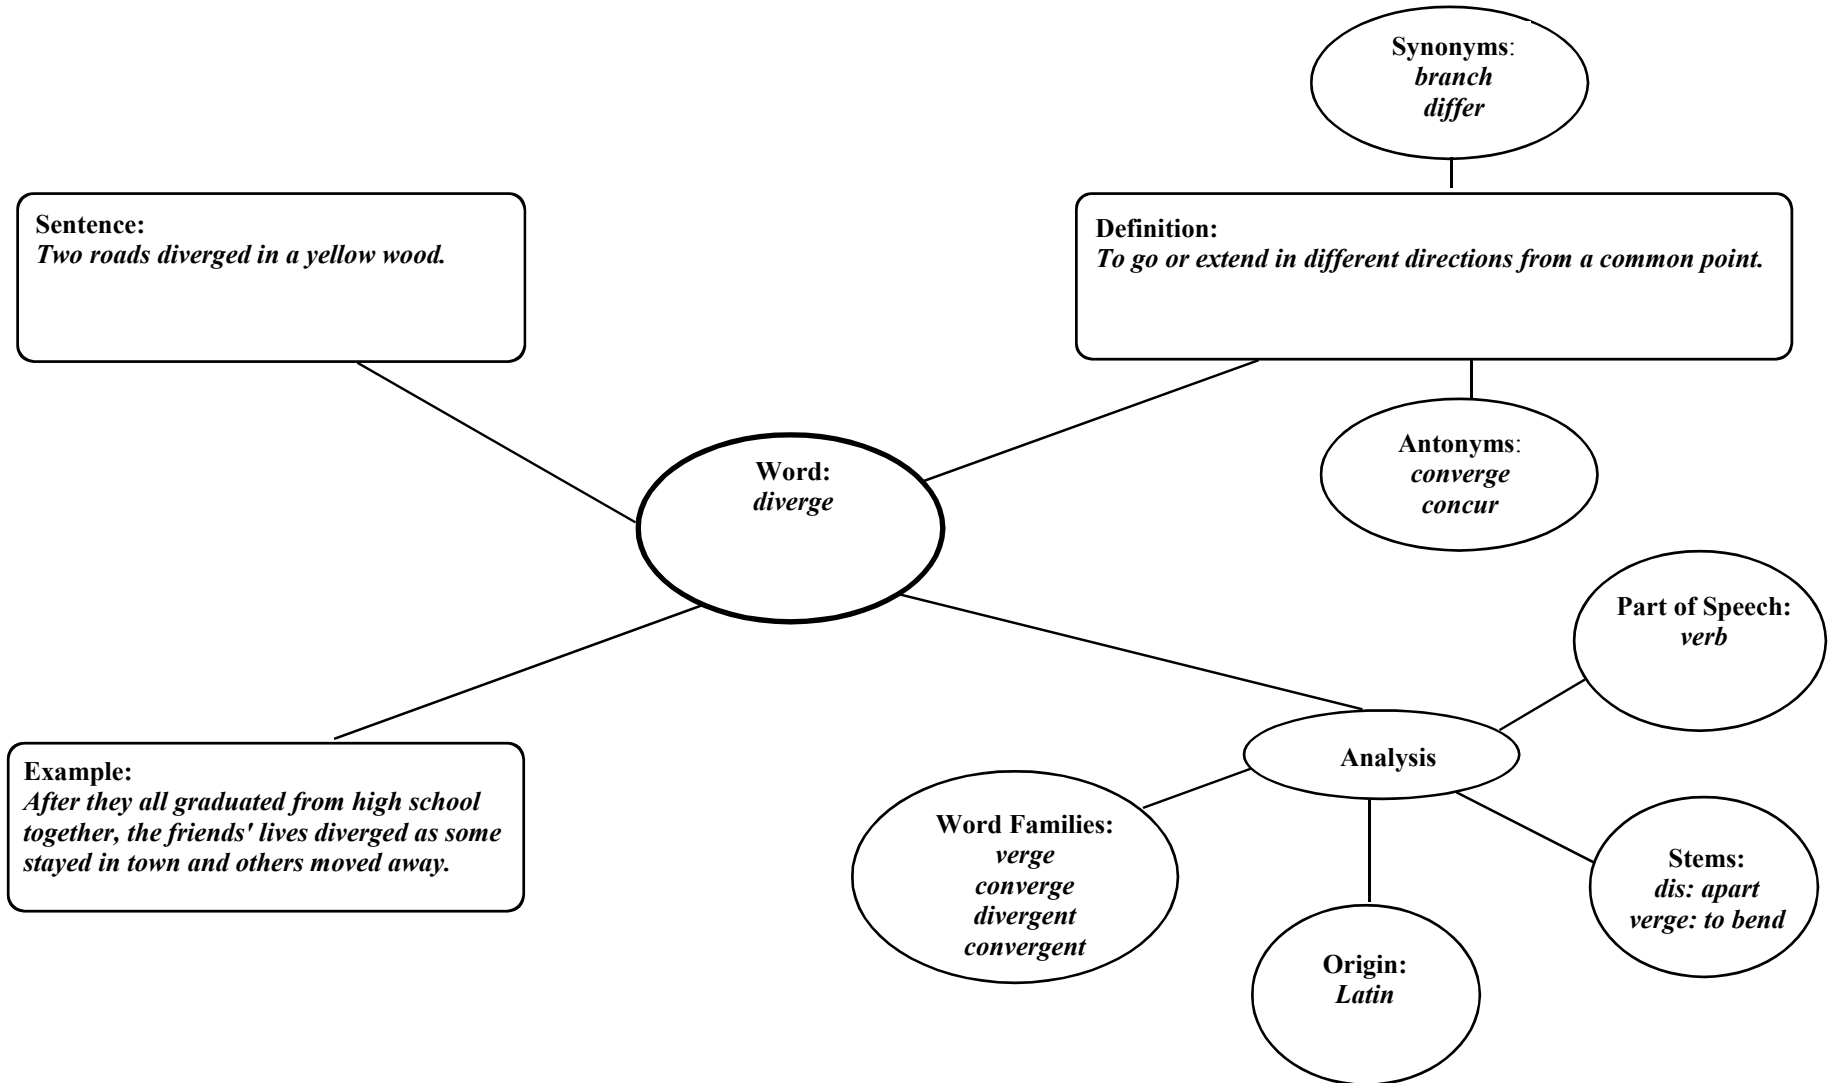 Synonyms:
branch
differ
Sentence:
Two roads diverged in a yellow wood.
Definition:
To go or extend in different directions from a common point.
Word:
diverge
Antonyms:
converge
concur
Part of Speech:
verb
Example:
After they all graduated from high school
together, the friends' lives diverged as some
stayed in town and others moved away.
Analysis
Word Families:
verge
converge
divergent
convergent
Stems:
dis: apart
verge: to bend
Origin:
Latin